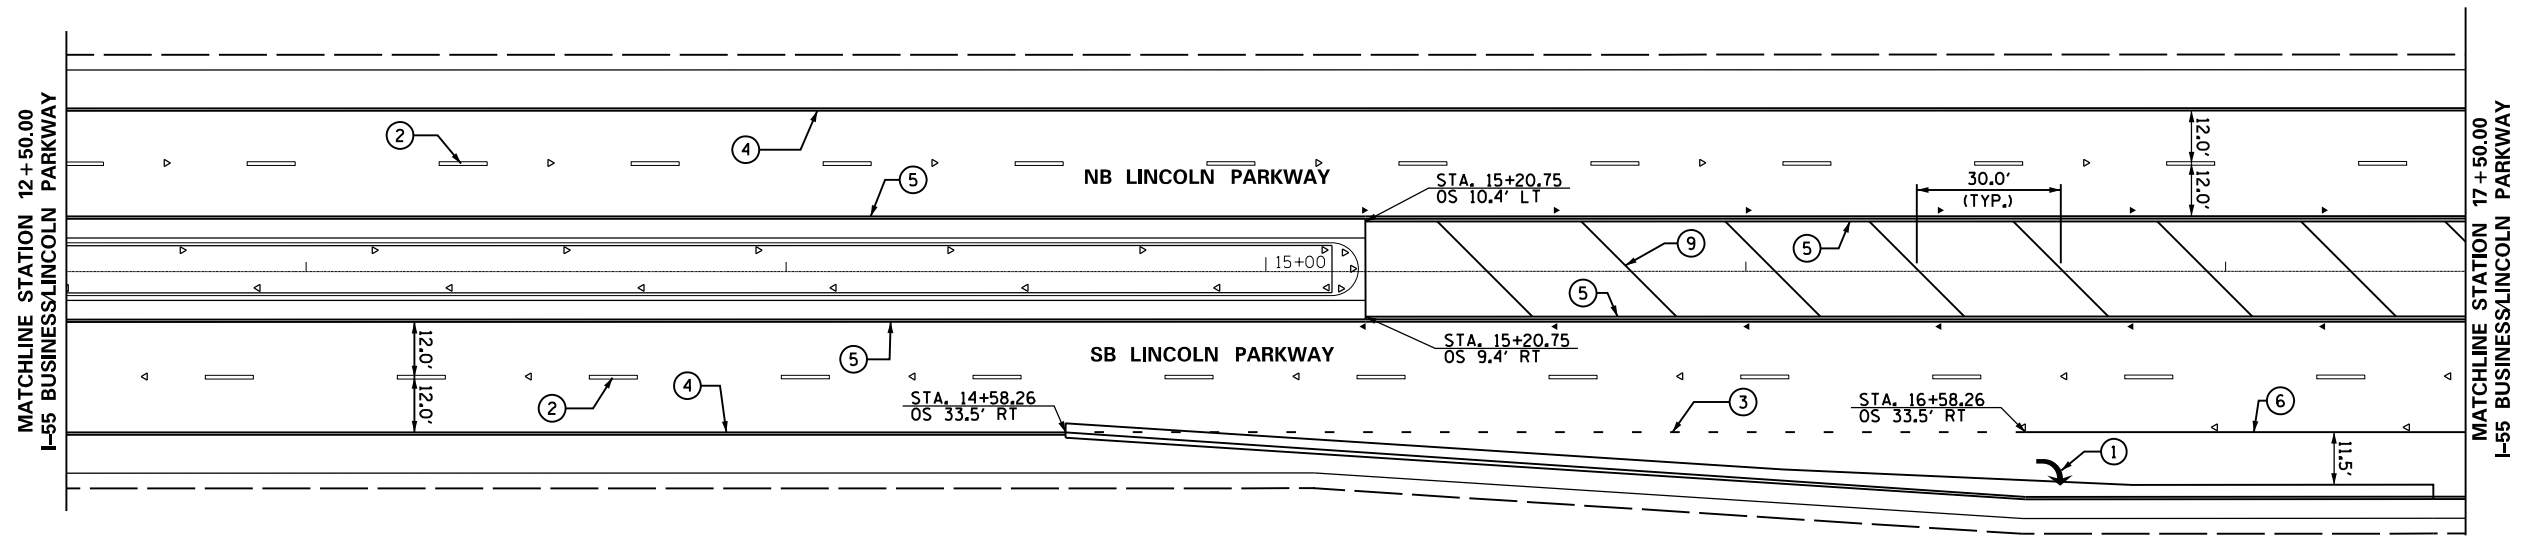 MATCHLINE STATION 12+50.00
I-55 BUSINESS/LINCOLN PARKWAY
2
4
5
NB LINCOLN PARKWAY
STA. 15+20.75
OS 10.4' LT
30.0'
(TYP.)
12.0'
12.0'
9
5
15+00
5
STA. 15+20.75
OS 9.4' RT
SB LINCOLN PARKWAY
12.0'
12.0'
5
2
4
STA. 14+58.26
OS 33.5' RT
3
STA. 16+58.26
OS 33.5' RT
6
1
11.5'
MATCHLINE STATION 17+50.00
I-55 BUSINESS/LINCOLN PARKWAY